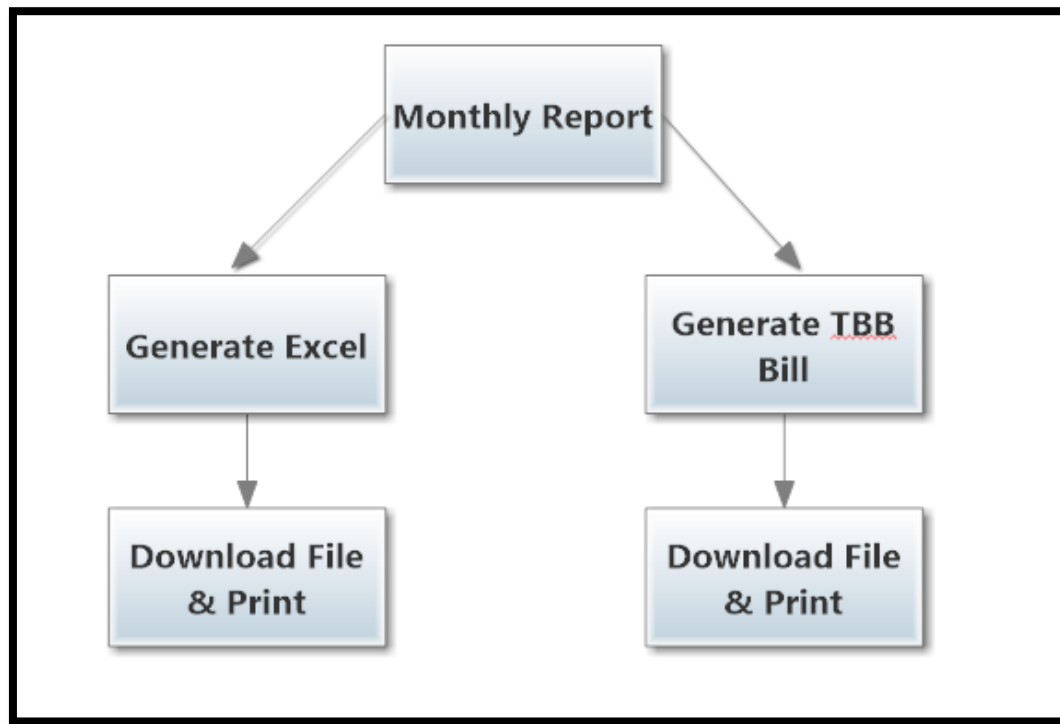 Monthly Report
Generate Excel
Generate TBB
Bill
Download File
& Print
Download File
& Print